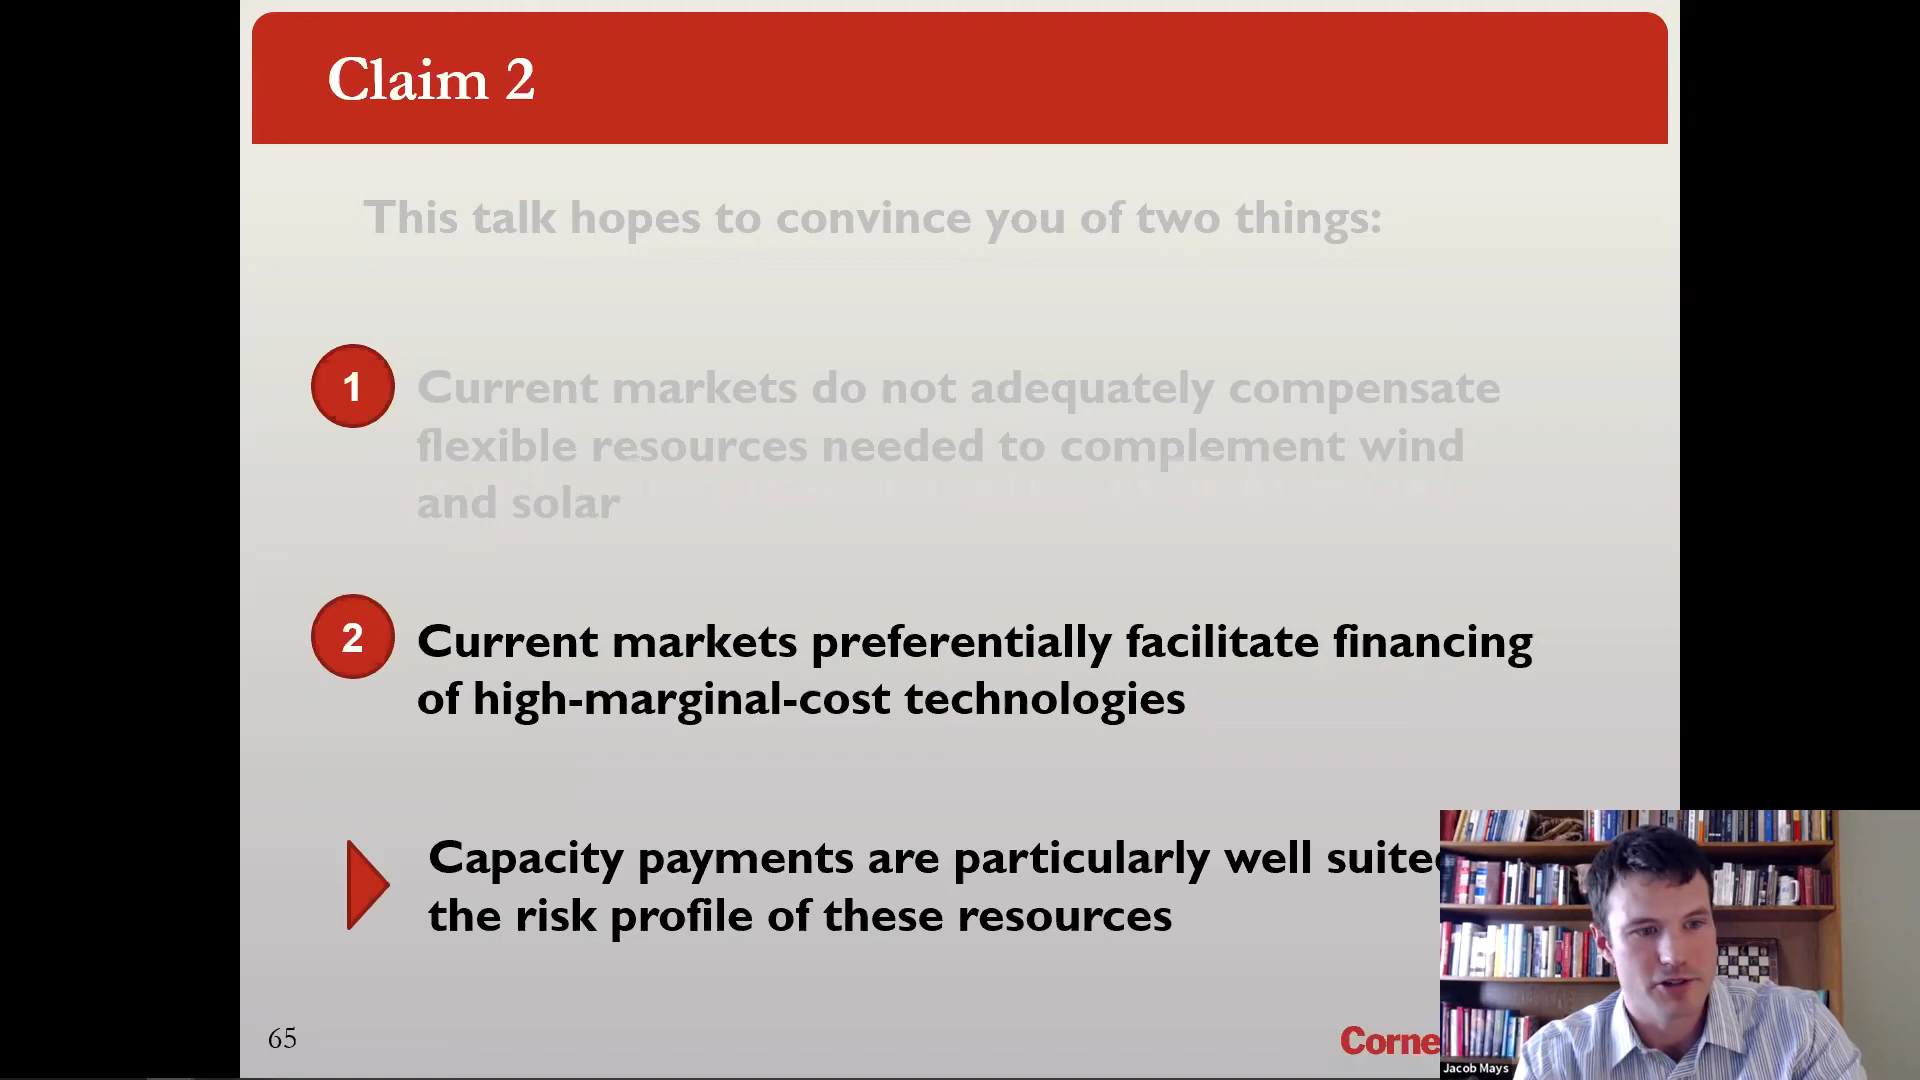 Claim 2
This talk hopes to convince you of two things:
1
Current markets do not adequately compensate
flexible resources needed to complement wind
and solar
2
Current markets preferentially facilitate financing
of high-marginal-cost technologies
Capacity payments are particularly well suite
the risk profile of these resources
65
Corne
Jacob Mays